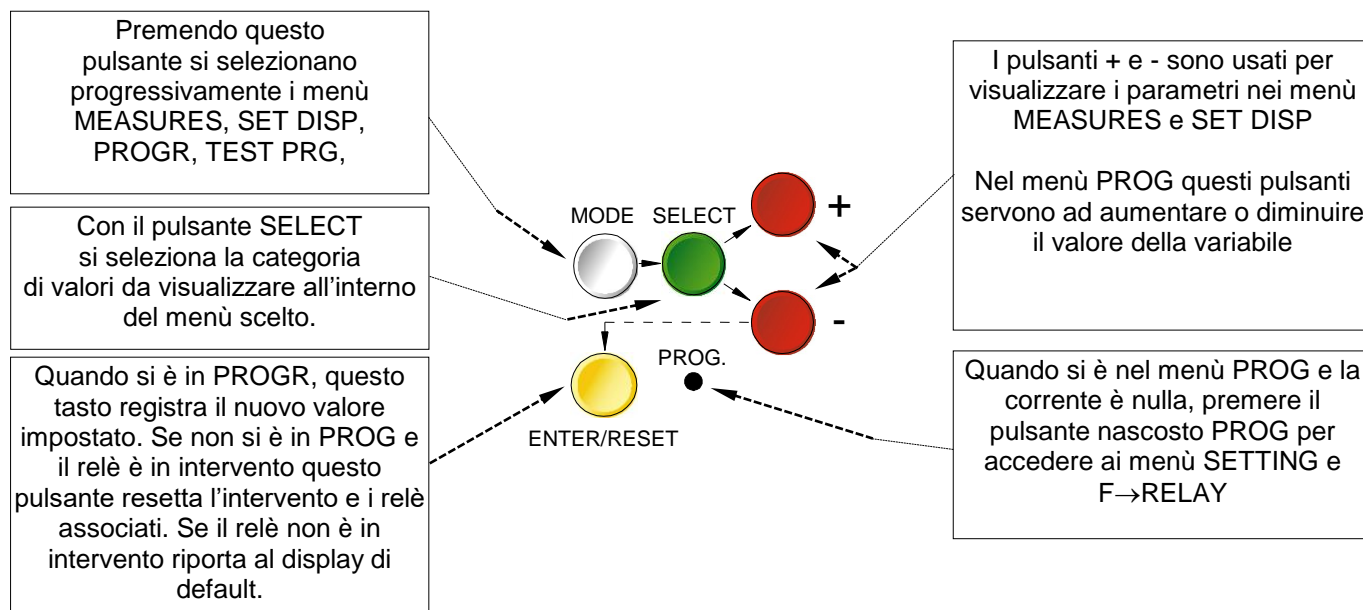 Premendo questo
pulsante si selezionano
progressivamente i menù
MEASURES, SET DISP,
PROGR, TEST PRG,
Con il pulsante SELECT
si seleziona la categoria
di valori da visualizzare all’interno
del menù scelto.
Quando si è in PROGR, questo
tasto registra il nuovo valore
impostato. Se non si è in PROG e
il relè è in intervento questo
pulsante resetta l’intervento e i relè
associati. Se il relè non è in
intervento riporta al display di
default.
MODE SELECT
+
-
PROG.
ENTER/RESET
I pulsanti + e - sono usati per
visualizzare i parametri nei menù
MEASURES e SET DISP
Nel menù PROG questi pulsanti
servono ad aumentare o diminuire
il valore della variabile
Quando si è nel menù PROG e la
corrente è nulla, premere il
pulsante nascosto PROG per
accedere ai menù SETTING e
F→RELAY